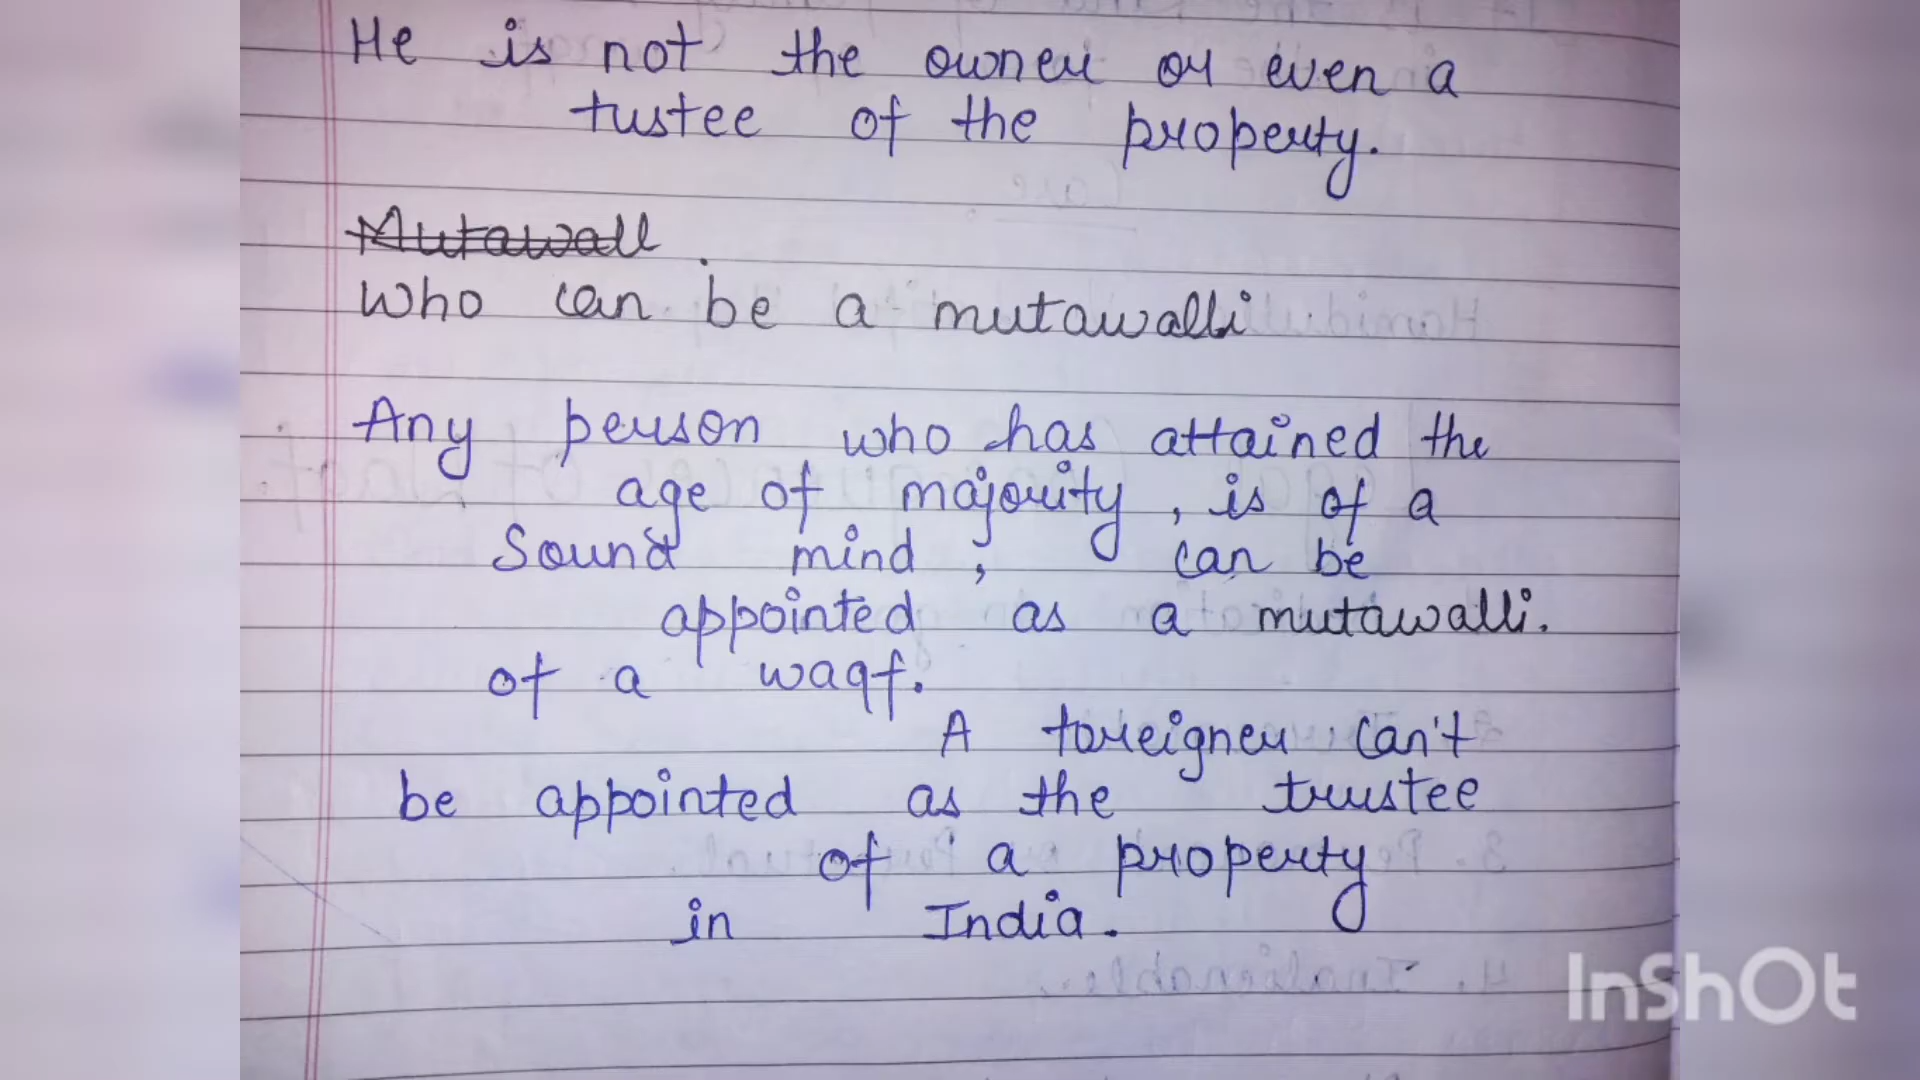 He is not the owner or even a
tustee of the property.
Mutawall
who can be a mutawalli
Any person who has attained the
age of majority, is of a
Sound mind, can be
appointed as a mutawalli.
of a waqf.
A foreigner can't
be appointed as the trustee
of a property
in India.
InShOt